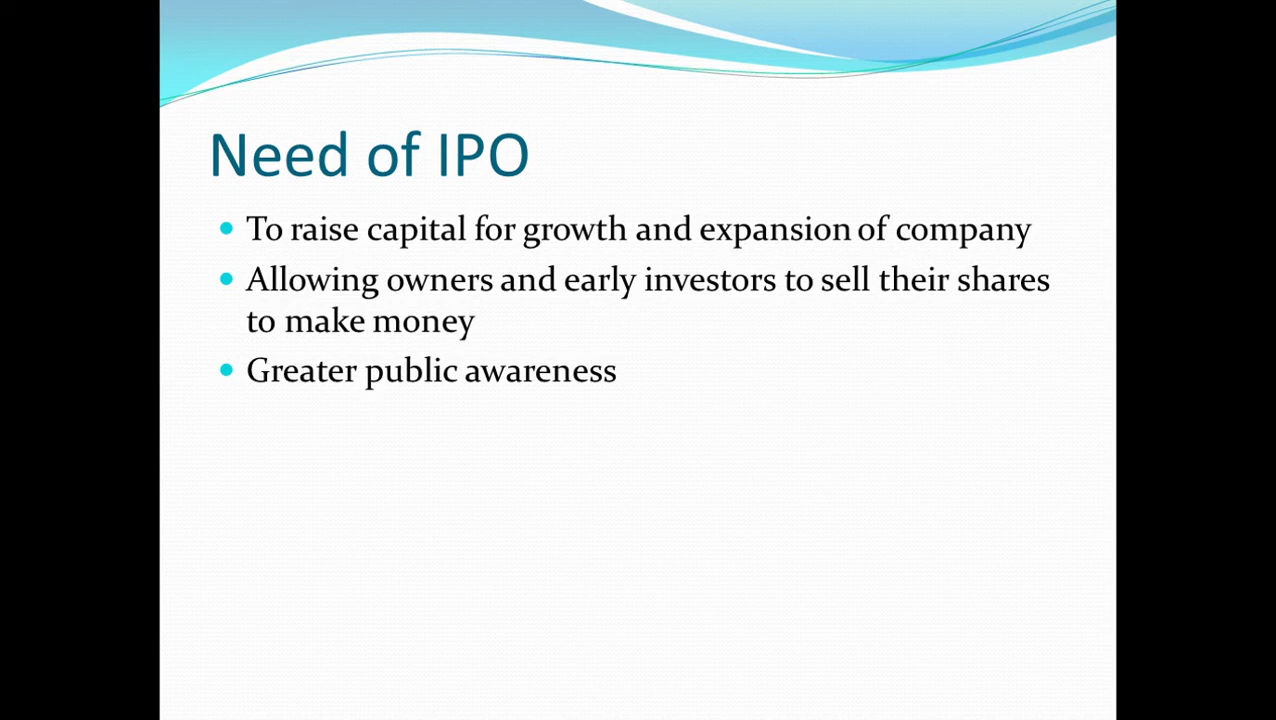 Need of IPO
• To raise capital for growth and expansion of company
• Allowing owners and early investors to sell their shares
to make money
• Greater public awareness